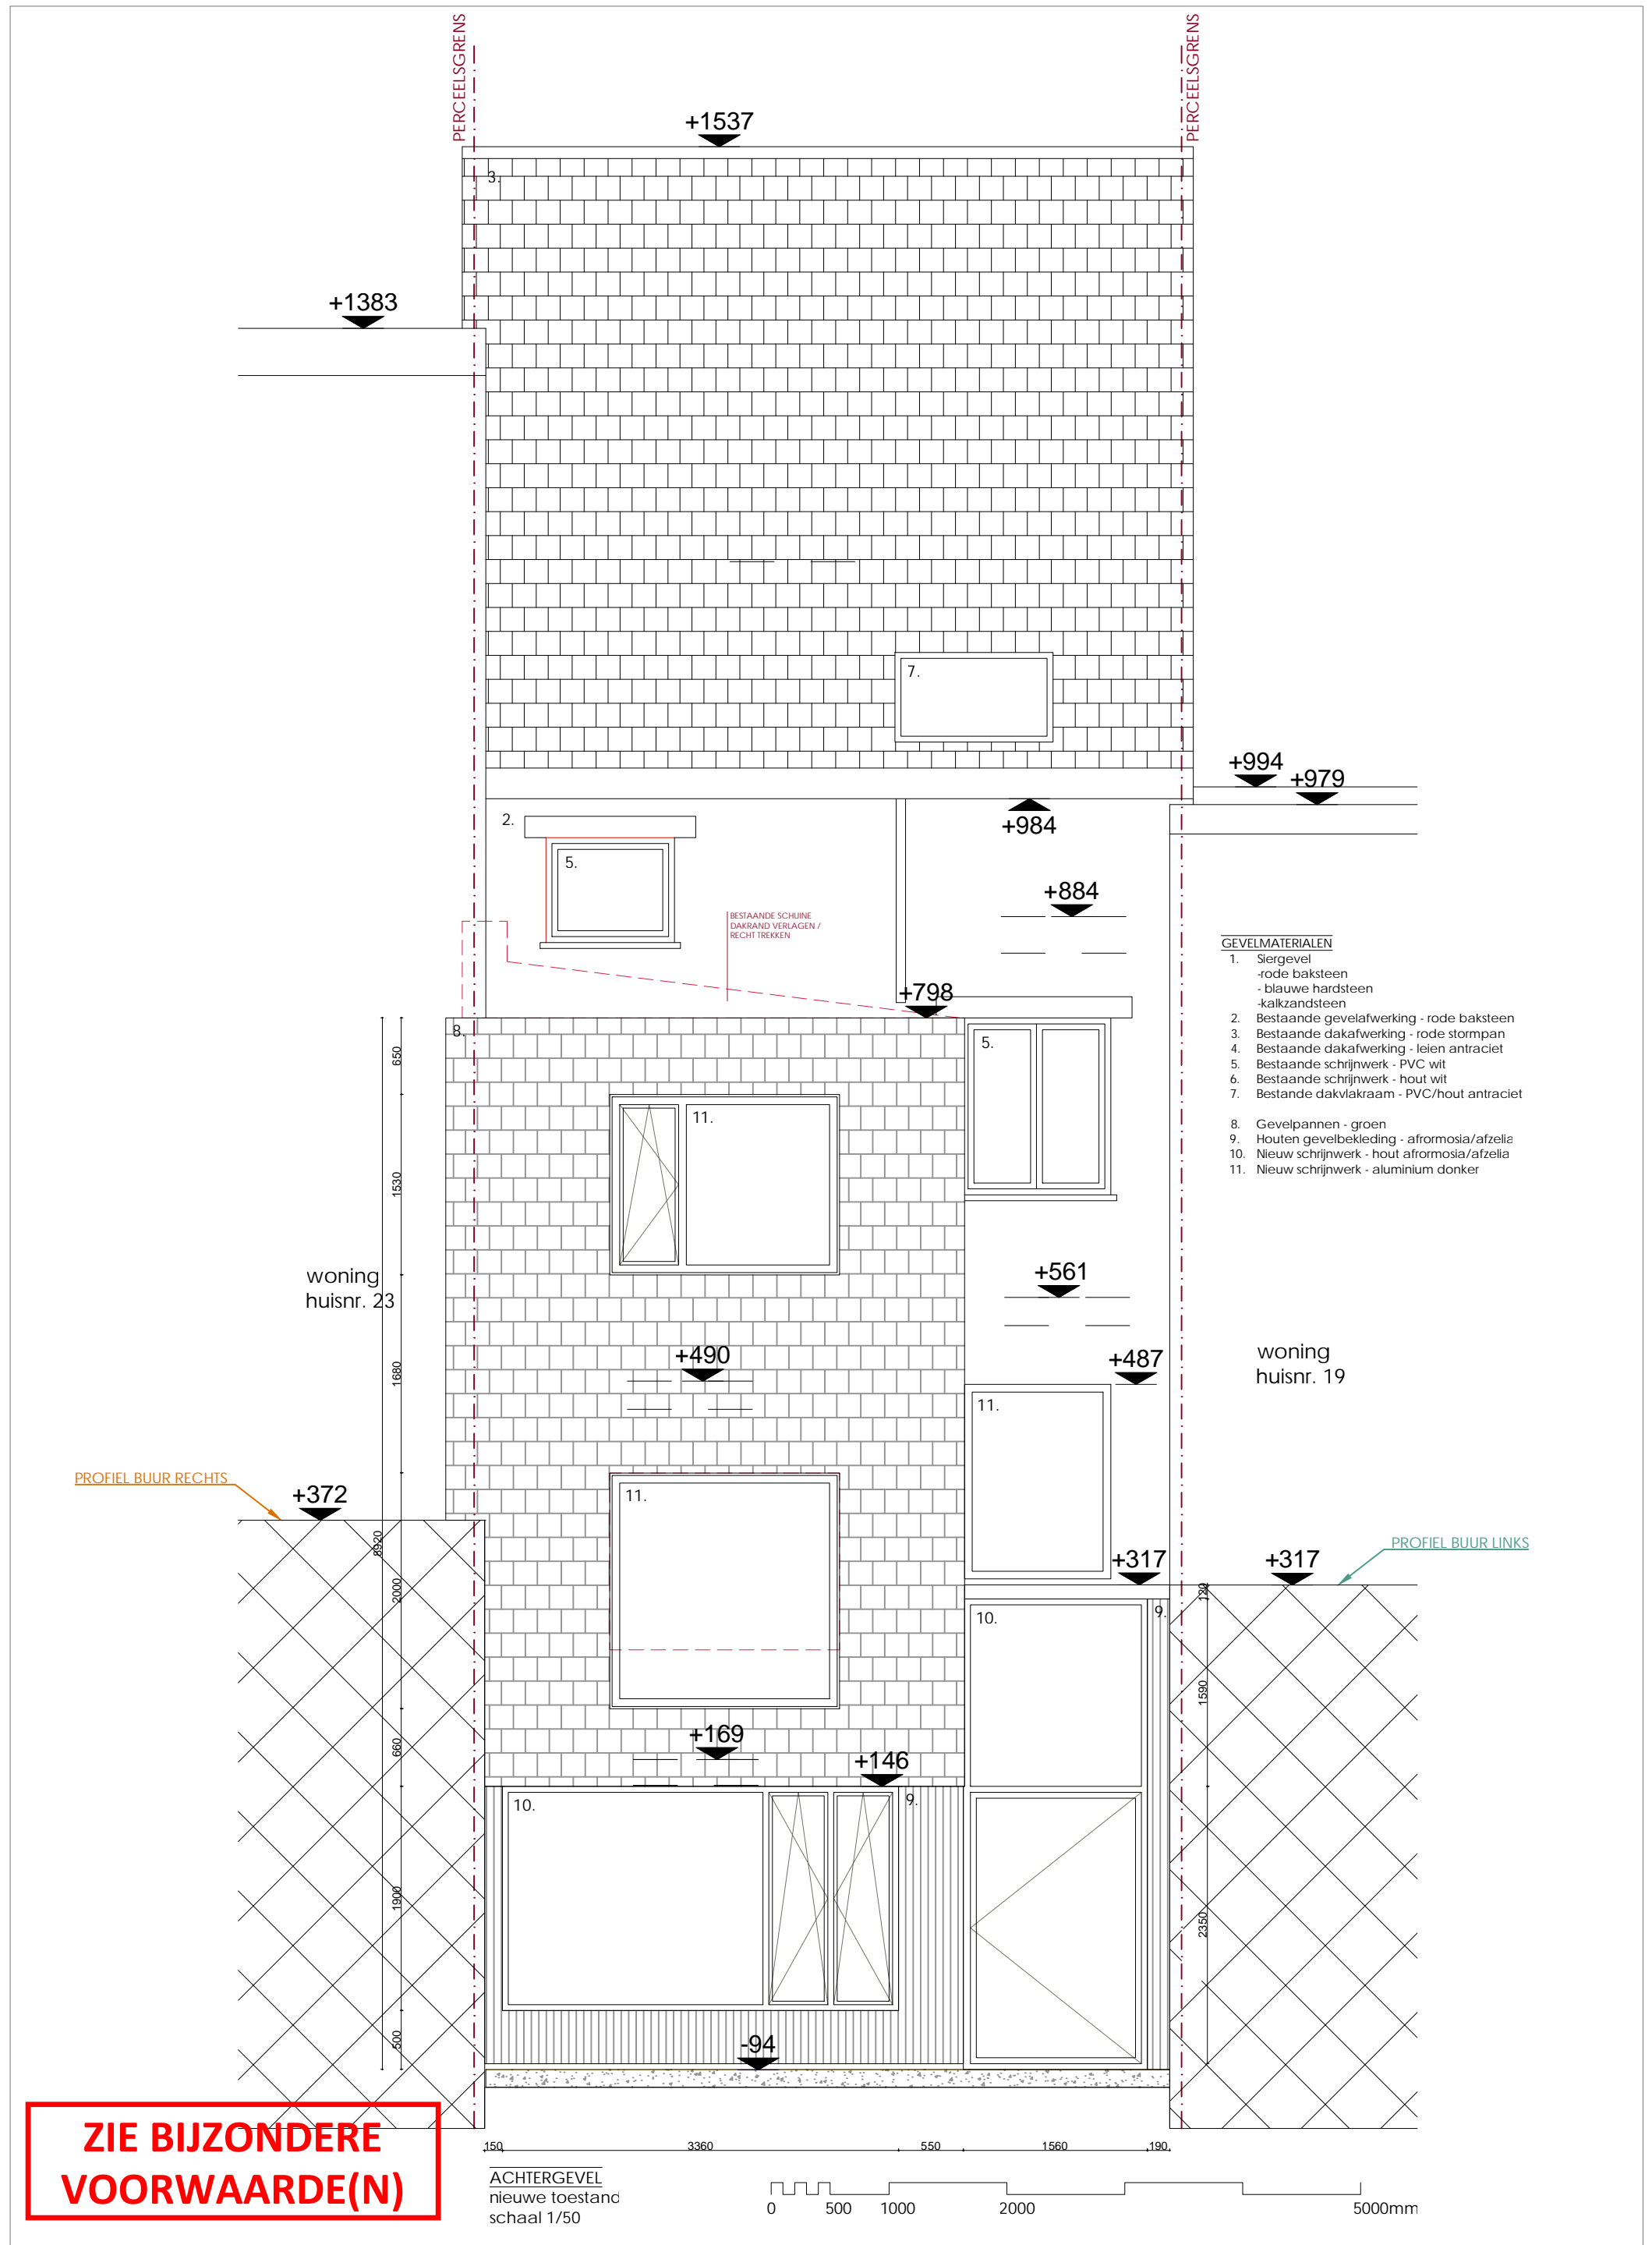 PERCEELSGRENS
PERCEELSGRENS
+1537
3.
+1383
7.
+994
+979
+984
2.
5.
+884
BESTAANDE SCHUINE
DAKRAND VERLAGEN /
RECHT TREKKEN
+798
GEVELMATERIALEN
1. Siergevel
-rode baksteen
- blauwe hardsteen
-kalkzandsteen
2. Bestaande gevelafwerking - rode baksteen
3. Bestaande dakafwerking - rode stormpan
4. Bestaande dakafwerking - leien antraciet
5. Bestaande schrijnwerk - PVC wit
6. Bestaande schrijnwerk - hout wit
7. Bestande dakvlakraam - PVC/hout antraciet
8. Gevelpannen - groen
9. Houten gevelbekleding - afrormosia/afzelia
10. Nieuw schrijnwerk - hout afrormosia/afzelia
11. Nieuw schrijnwerk - aluminium donker
8.
5.
650
11.
1530
woning
huisnr. 23
+561
+490
+487
1680
woning
huisnr. 19
11.
PROFIEL BUUR RECHTS
+372
11.
8920
2000
+317
+317
PROFIEL BUUR LINKS
120
10.
9.
1590
660
+169
+146
10.
9.
1900
2350
500
-94
ZIE BIJZONDERE
VOORWAARDE(N)
150
3360
550
1560
190
ACHTERGEVEL
nieuwe toestand
schaal 1/50
0
500
1000
2000
5000mm